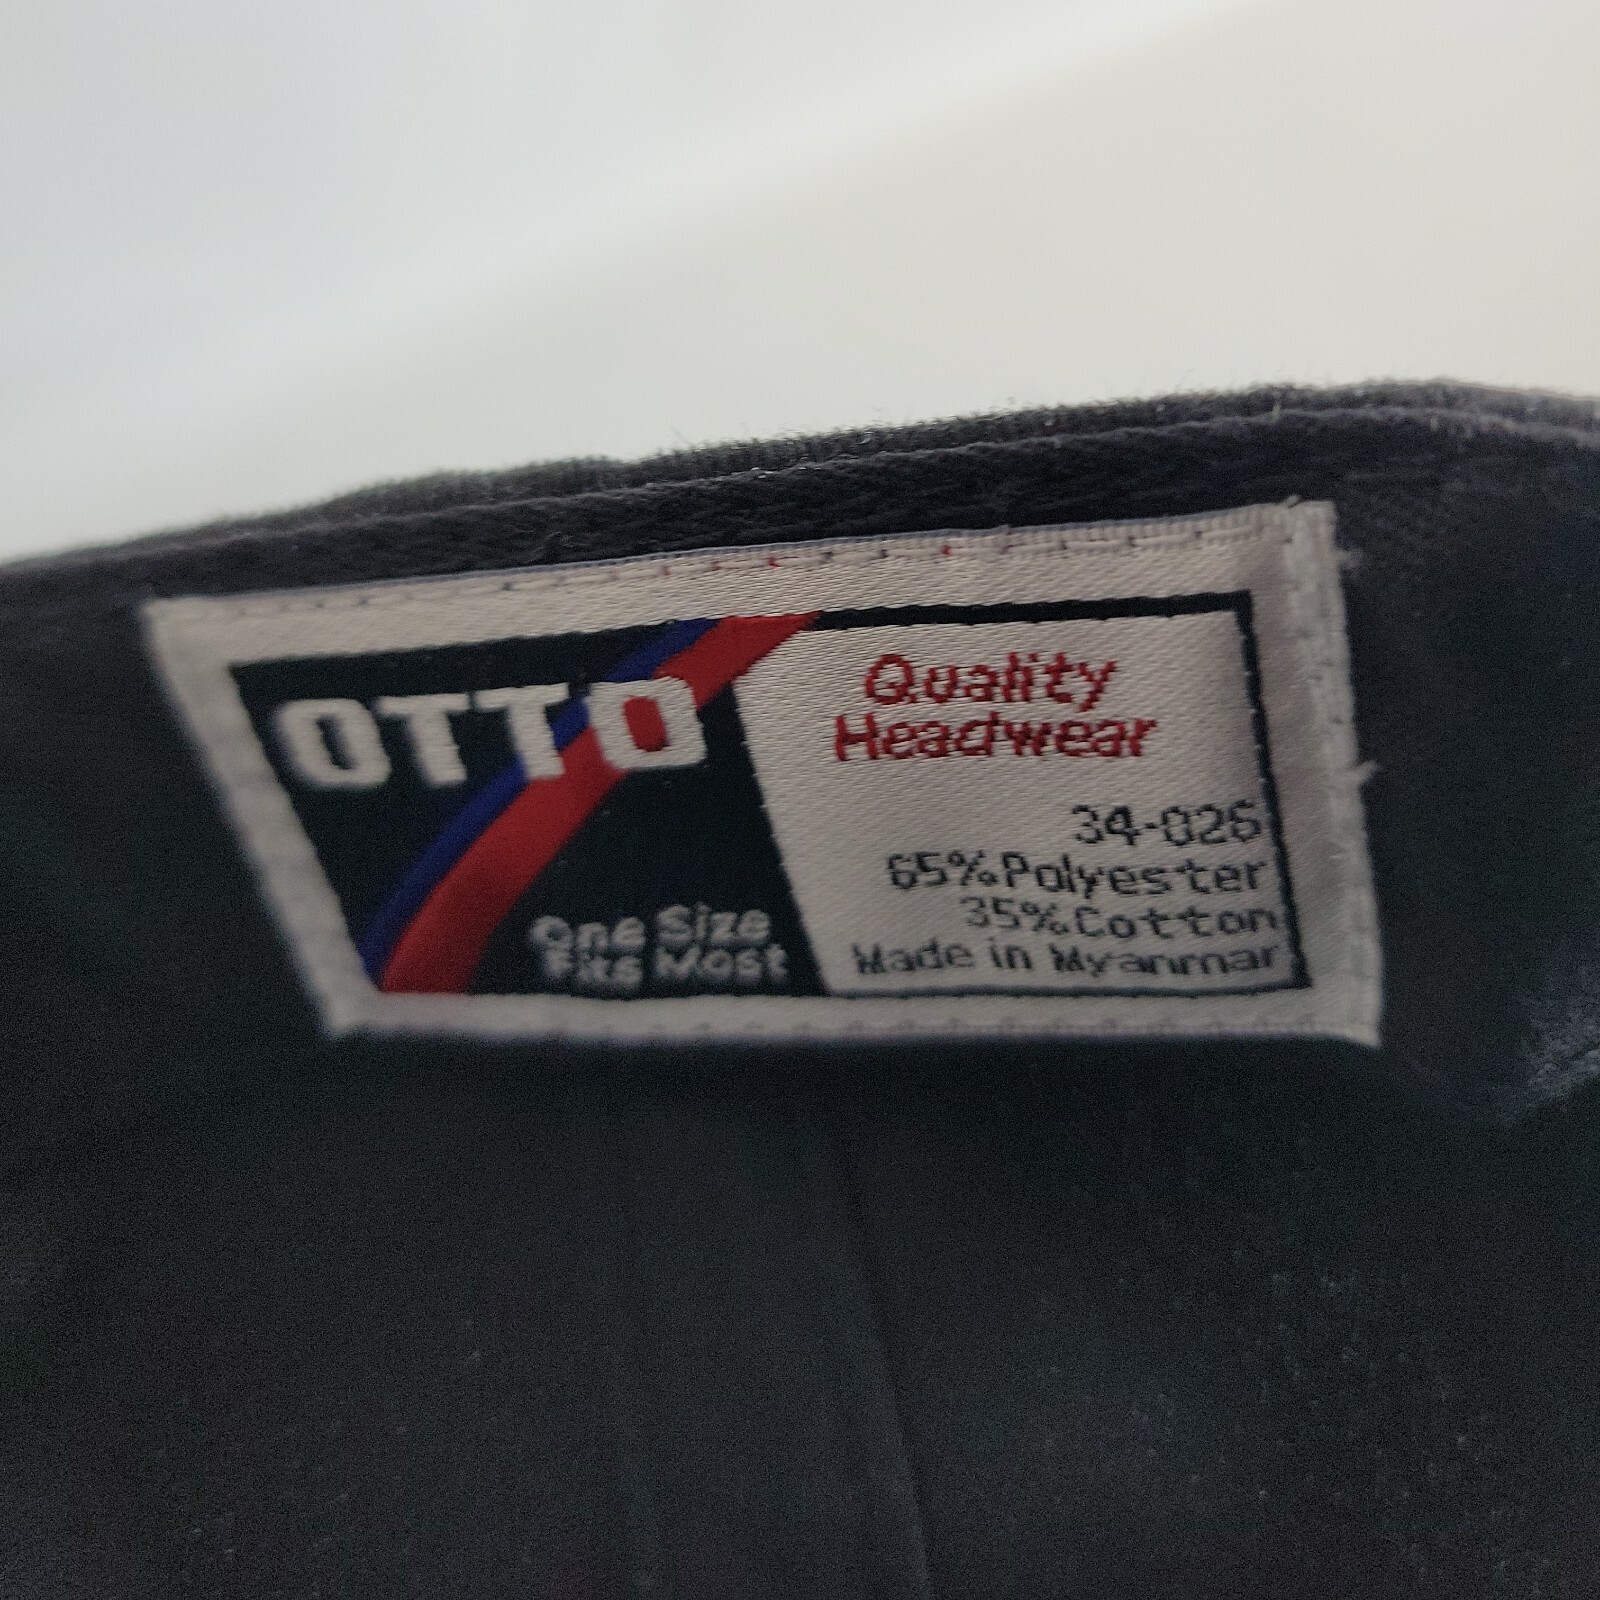 OTTO
One Size
Fits Most
Quality
Headwear
34-026
65%Polyester
35%Cotton
Made in Myanmar